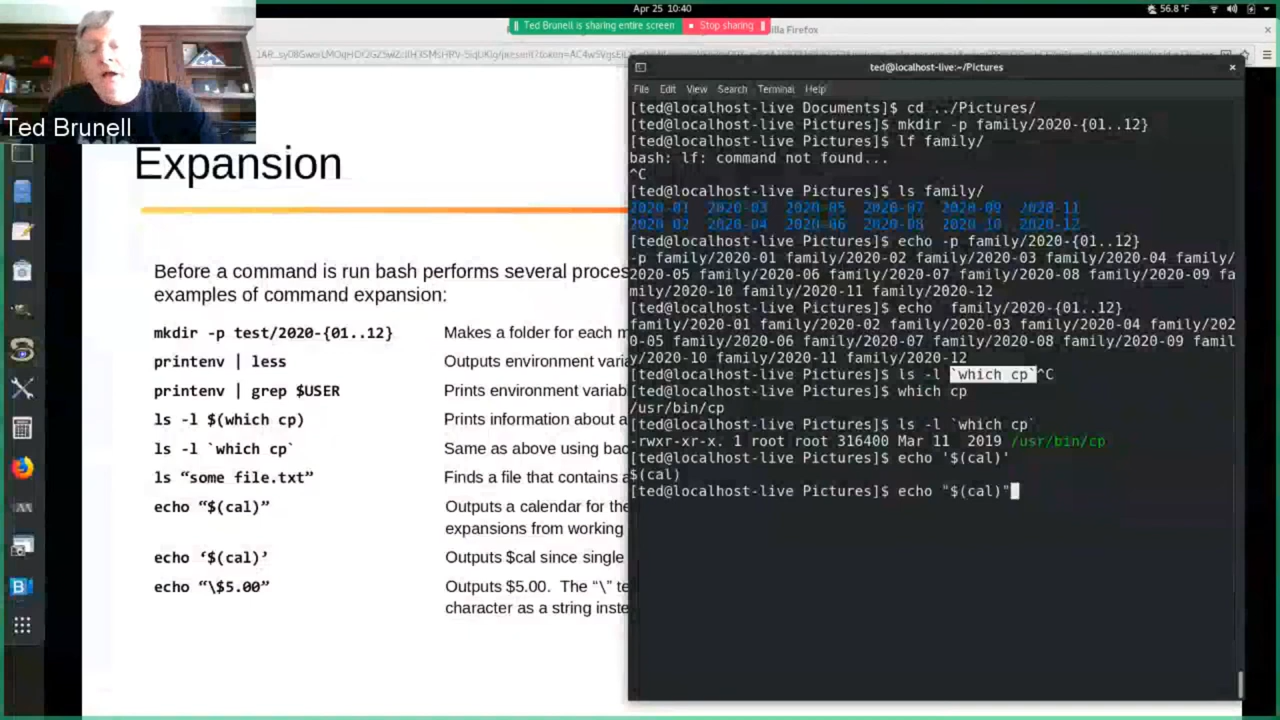 Apr 25 10:40
56.8 °F
Ted Brunell is sharing entire screen
Stop sharing
lla Firefox
Ted Brunell
Expansion
Before a command is run bash performs several proces
examples of command expansion:
mkdir -p test/2020-{01..12} Makes a folder for each m
printenv | less Outputs environment varia
printenv | grep $USER Prints environment variab
ls -l $(which cp) Prints information about a
ls -l `which cp` Same as above using bac
ls “some file.txt” Finds a file that contains a
echo “$(cal)” Outputs a calendar for the
expansions from working
echo ‘$(cal)’ Outputs $cal since single
echo “\$5.00” Outputs $5.00. The “\” te
character as a string inste
ted@localhost-live:~/Pictures
File Edit View Search Terminal Help
[ted@localhost-live Documents]$ cd ../Pictures/
[ted@localhost-live Pictures]$ mkdir -p family/2020-{01..12}
[ted@localhost-live Pictures]$ lf family/
bash: lf: command not found...
^C
[ted@localhost-live Pictures]$ ls family/
2020-01 2020-03 2020-05 2020-07 2020-09 2020-11
2020-02 2020-04 2020-06 2020-08 2020-10 2020-12
[ted@localhost-live Pictures]$ echo -p family/2020-{01..12}
-p family/2020-01 family/2020-02 family/2020-03 family/2020-04 family/
2020-05 family/2020-06 family/2020-07 family/2020-08 family/2020-09 fa
mily/2020-10 family/2020-11 family/2020-12
[ted@localhost-live Pictures]$ echo  family/2020-{01..12}
family/2020-01 family/2020-02 family/2020-03 family/2020-04 family/202
0-05 family/2020-06 family/2020-07 family/2020-08 family/2020-09 famil
y/2020-10 family/2020-11 family/2020-12
[ted@localhost-live Pictures]$ ls -l `which cp`^C
[ted@localhost-live Pictures]$ which cp
/usr/bin/cp
[ted@localhost-live Pictures]$ ls -l `which cp`
-rwxr-xr-x. 1 root root 316400 Mar 11  2019 /usr/bin/cp
[ted@localhost-live Pictures]$ echo '$(cal)'
$(cal)
[ted@localhost-live Pictures]$ echo "$(cal)"